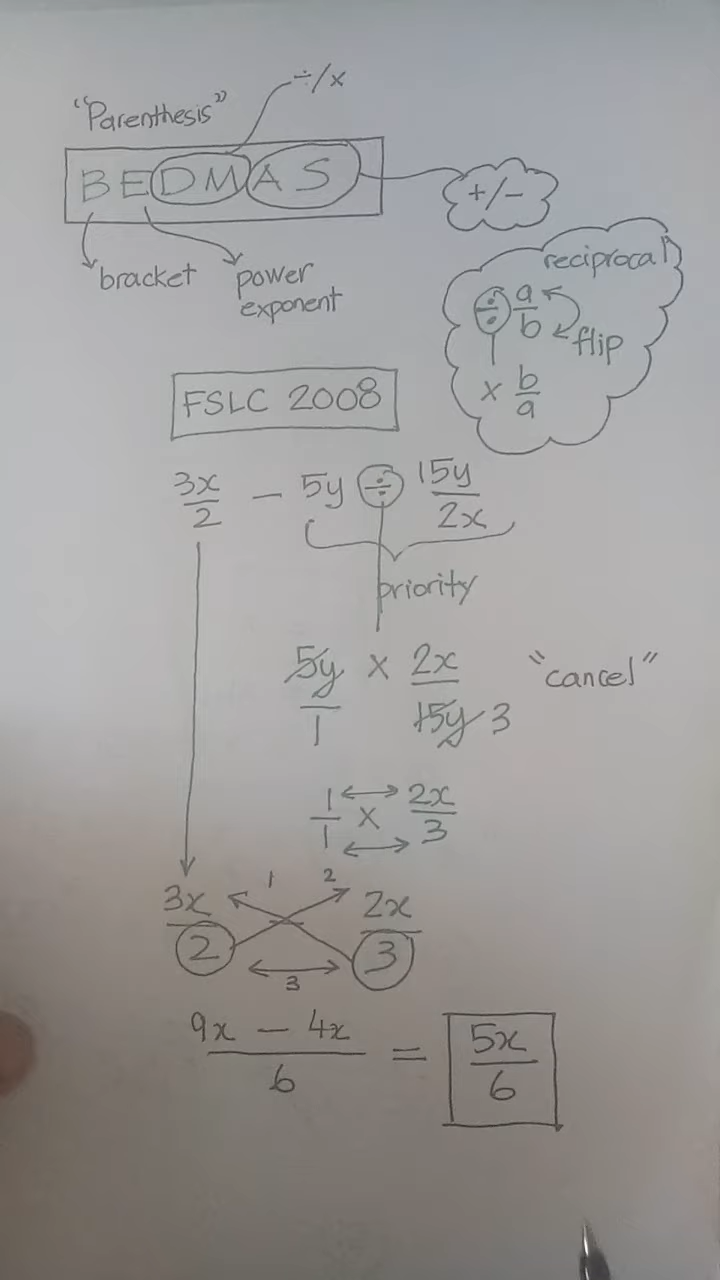 ÷/x
"Parenthesis"
BEDMAS
+/-
bracket
power
exponent
reciprocal
÷ a/b
flip
x b/a
FSLC 2008
3x/2 - 5y ÷ 15y/2x
priority
5y/1 x 2x/15y 3
"cancel"
1/1 x 2x/3
1 2
3x/2 - 2x/3
3
9x - 4x/6 = 5x/6